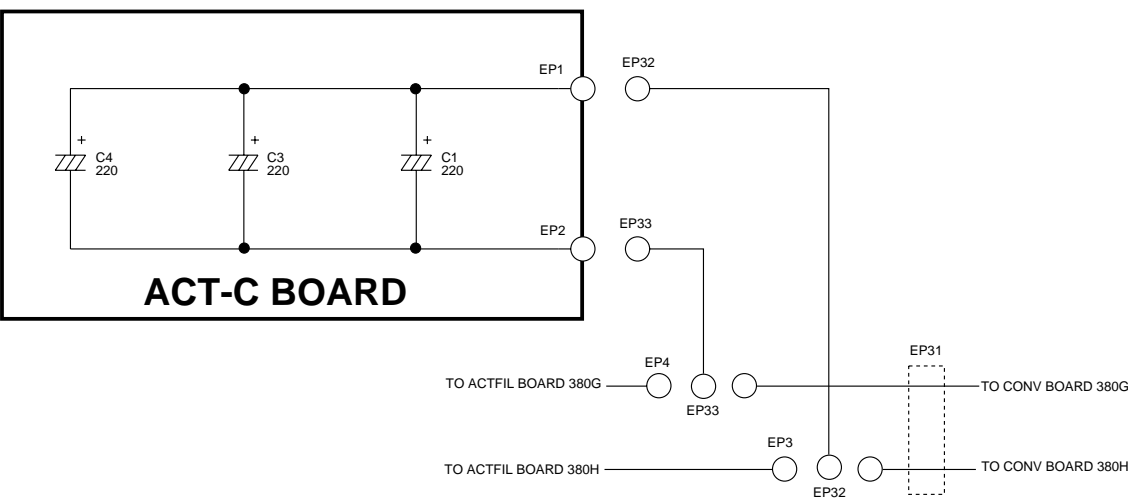 EP1
EP32
+
C4
220
+
C3
220
+
C1
220
EP2
EP33
ACT-C BOARD
EP31
EP4
TO ACTFIL BOARD 380G
TO CONV BOARD 380G
EP33
EP3
TO ACTFIL BOARD 380H
TO CONV BOARD 380H
EP32